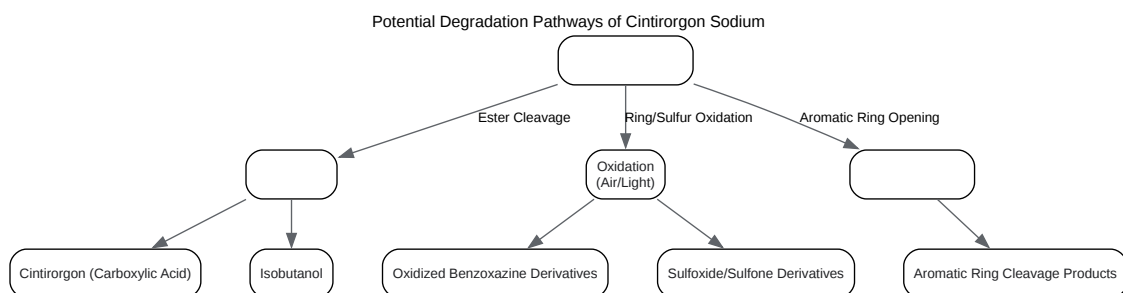 Potential Degradation Pathways of Cintirorgon Sodium
Ester Cleavage
Ring/Sulfur Oxidation
Aromatic Ring Opening
Oxidation
(Air/Light)
Cintirorgon (Carboxylic Acid)
Isobutanol
Oxidized Benzoxazine Derivatives
Sulfoxide/Sulfone Derivatives
Aromatic Ring Cleavage Products